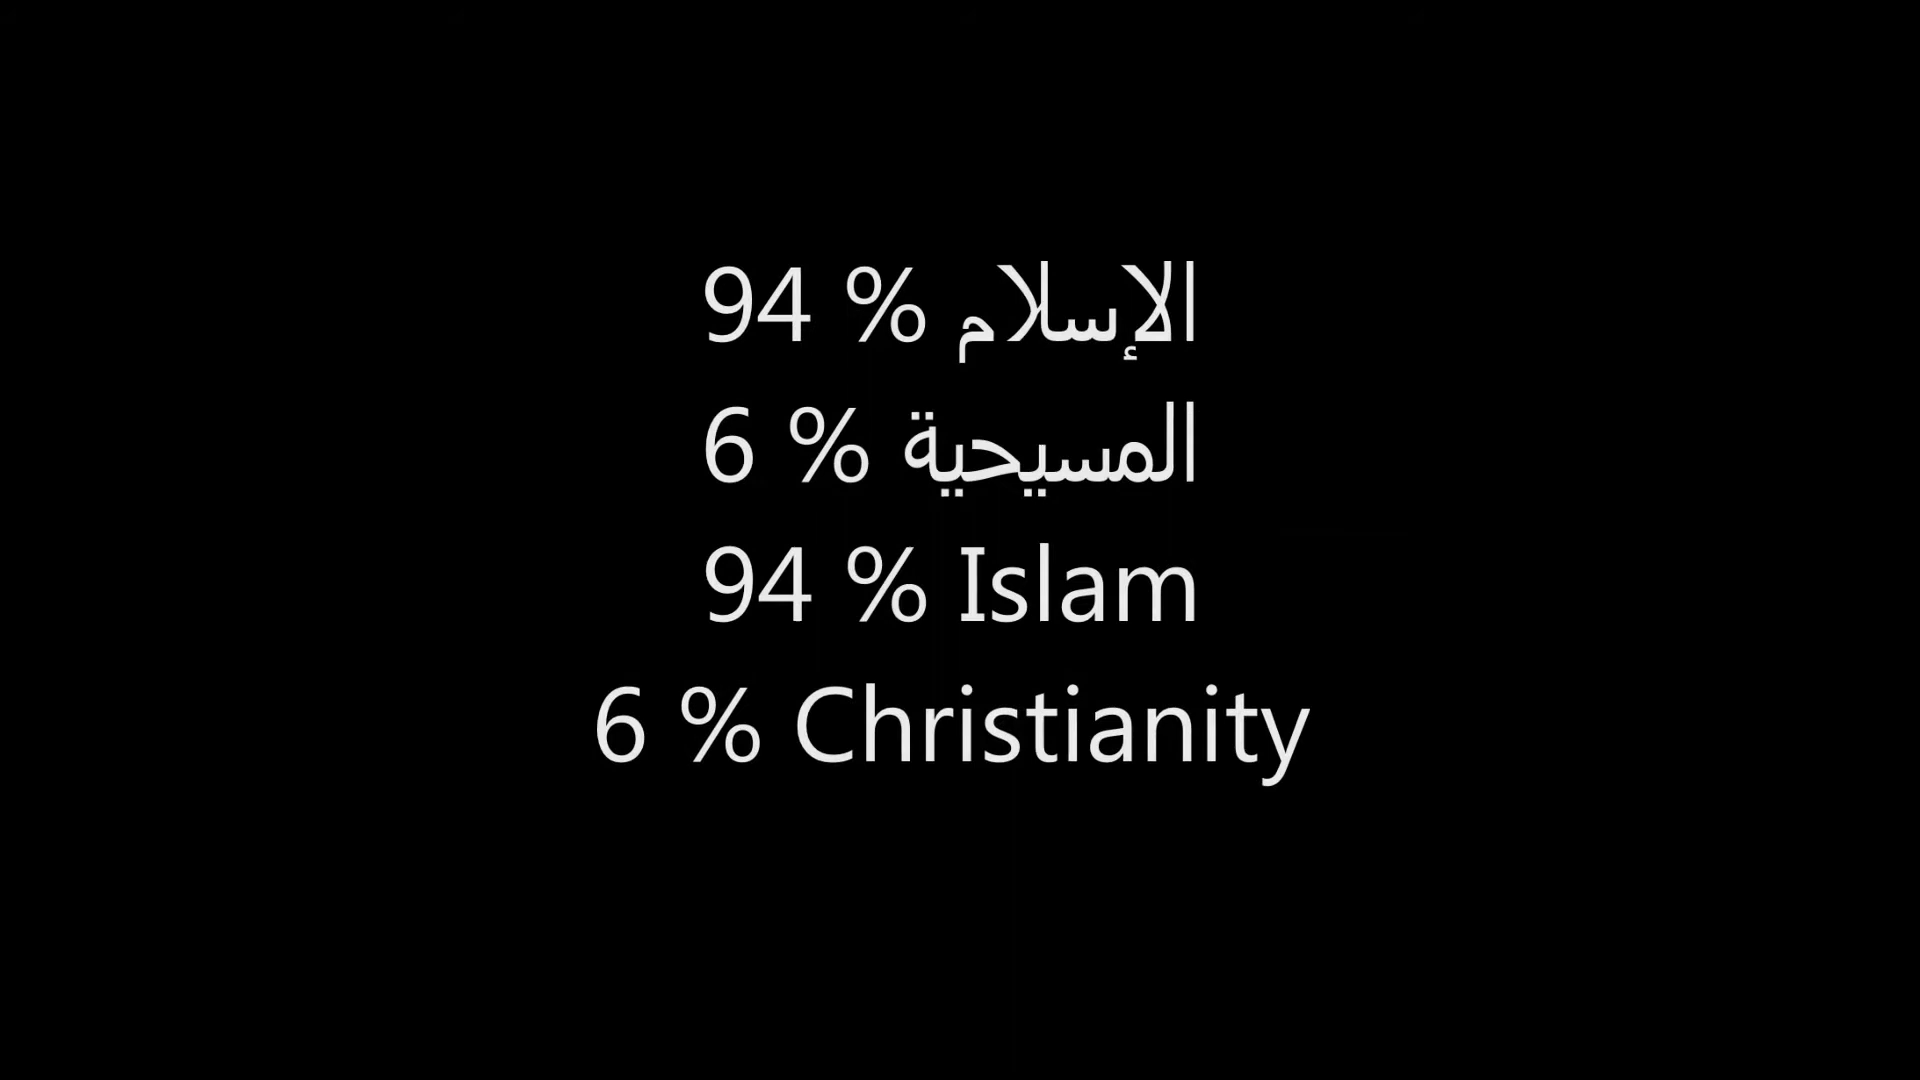 الإسلام % 94
المسيحية % 6
94 % Islam
6 % Christianity